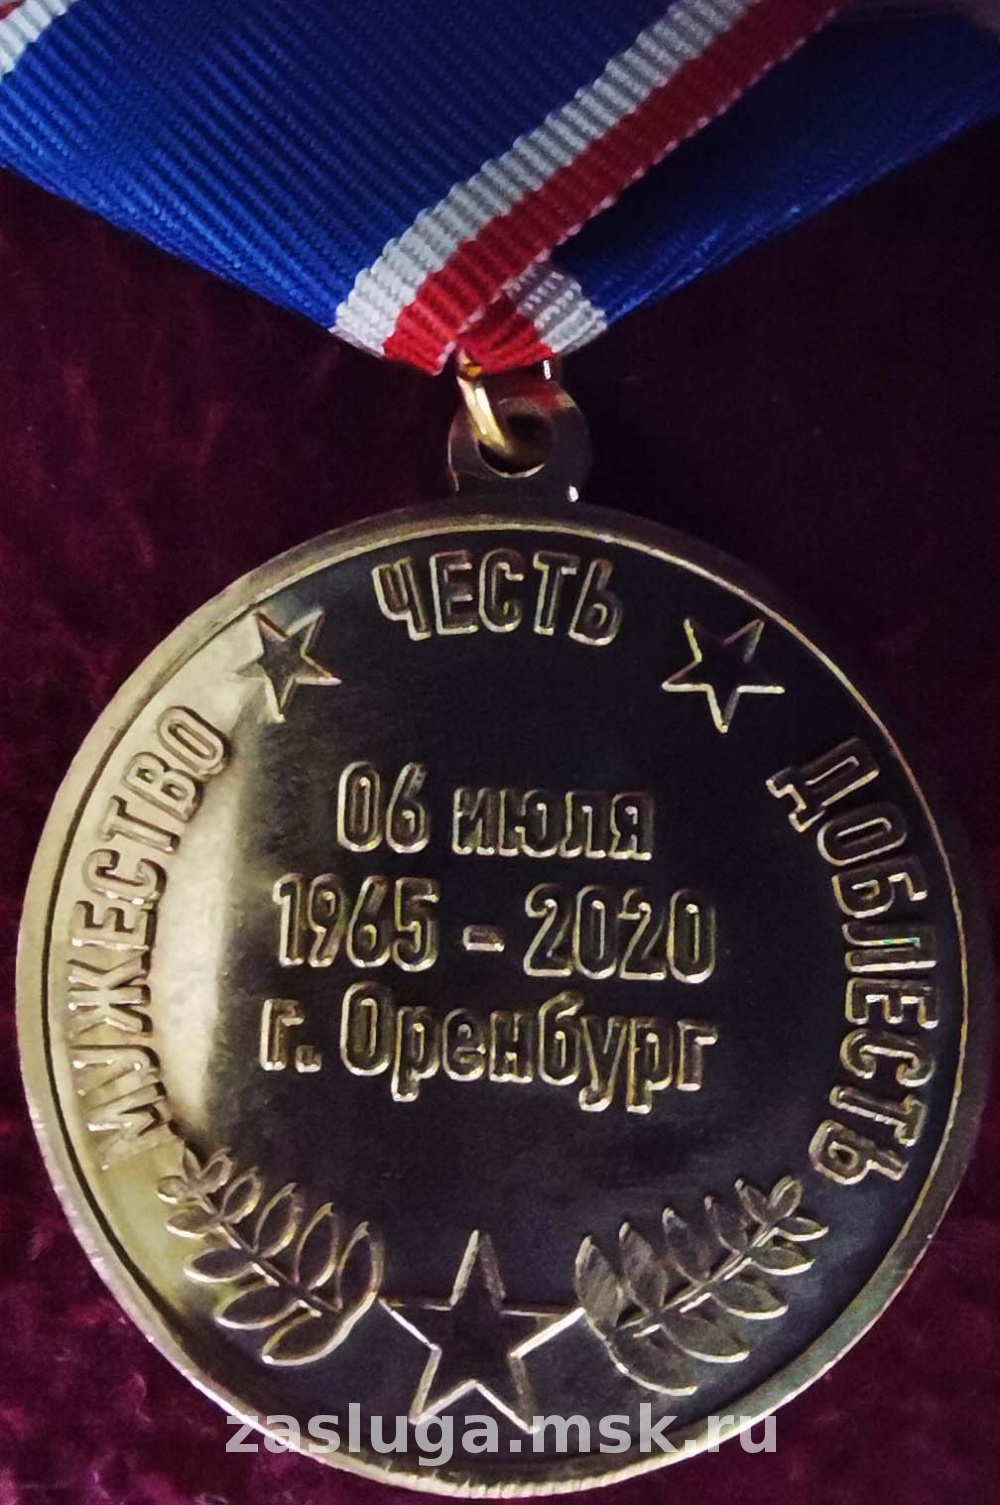 МУЖЕСТВО
ЧЕСТЬ
ДОБЛЕСТЬ
06 июля
1965 - 2020
г. Оренбург
zasluga.msk.ru